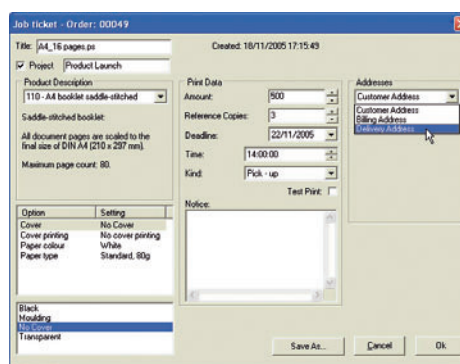 Job ticket - Order: 00049
Title: A4_16 pages.ps
Created: 18/11/2005 17:15:49
Project Product Launch
Product Description
110 - A4 booklet saddle-stitched
Saddle-stitched booklet:
All document pages are scaled to the
final size of DIN A4 (210 x 297 mm).
Maximum page count: 80.
Option Setting
Cover No Cover
Cover printing No cover printing
Paper colour White
Paper type Standard, 80g
Black
Moulding
No Cover
Transparent
Print Data
Amount: 500
Reference Copies: 3
Deadline: 22/11/2005
Time: 14:00:00
Kind: Pick - up
Test Print:
Notice:
Addresses
Customer Address
Customer Address
Billing Address
Delivery Address
Save As...
Cancel
Ok